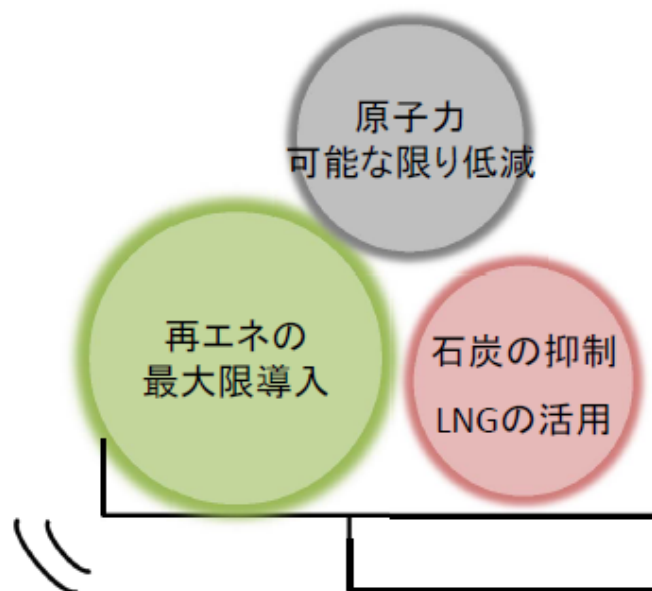 原子力
可能な限り低減
再エネの
最大限導入
石炭の抑制
LNGの活用